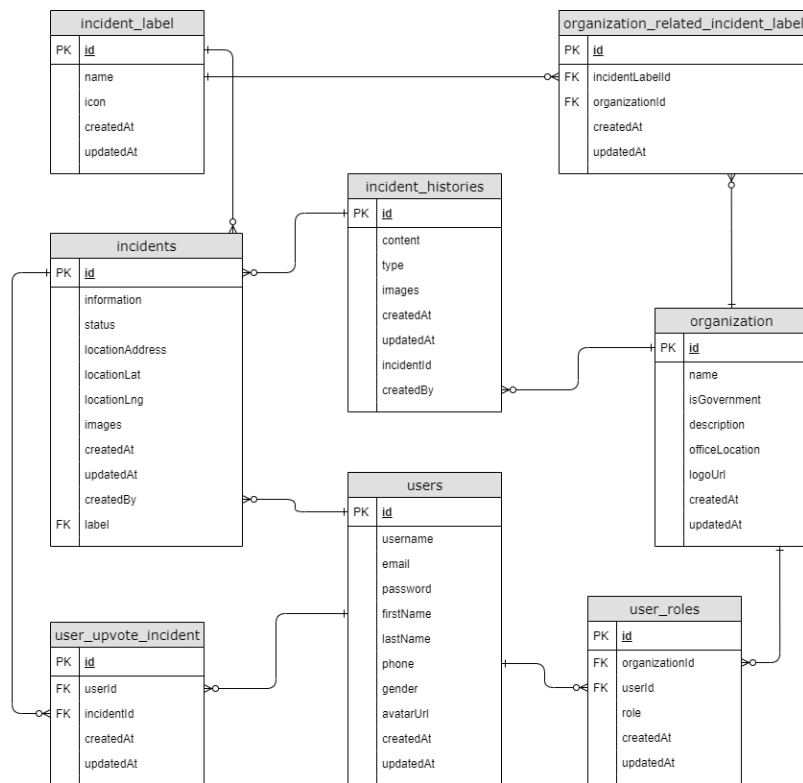 incident_label
PK id
name
icon
createdAt
updatedAt
organization_related_incident_label
PK id
FK incidentLabelId
FK organizationId
createdAt
updatedAt
incident_histories
PK id
content
type
images
createdAt
updatedAt
incidentId
createdBy
incidents
PK id
information
status
locationAddress
locationLat
locationLng
images
createdAt
updatedAt
createdBy
FK label
organization
PK id
name
isGovernment
description
officeLocation
logoUrl
createdAt
updatedAt
users
PK id
username
email
password
firstName
lastName
phone
gender
avatarUrl
createdAt
updatedAt
user_upvote_incident
PK id
FK userId
FK incidentId
createdAt
updatedAt
user_roles
PK id
FK organizationId
FK userId
role
createdAt
updatedAt